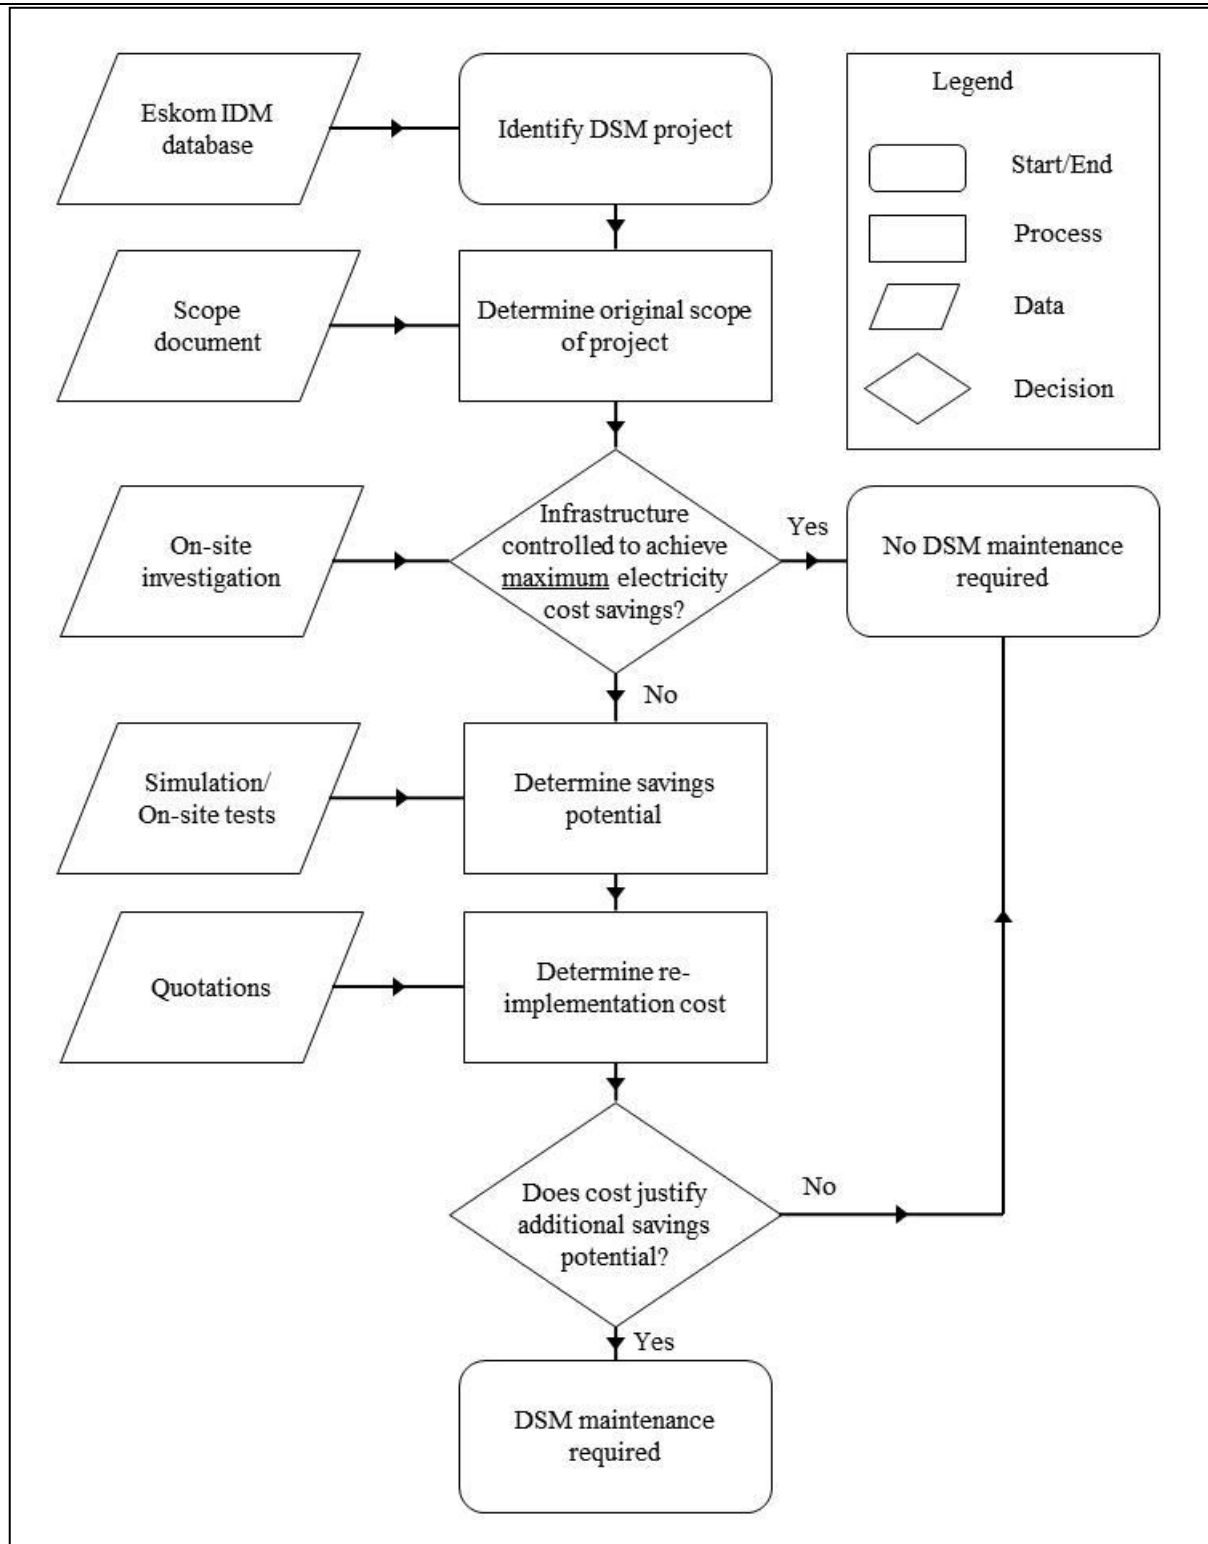 Eskom IDM
database
Identify DSM project
Legend
Start/End
Process
Data
Decision
Scope
document
Determine original scope
of project
On-site
investigation
Infrastructure
controlled to achieve
maximum electricity
cost savings?
Yes
No DSM maintenance
required
No
Simulation/
On-site tests
Determine savings
potential
Quotations
Determine re-
implementation cost
Does cost justify
additional savings
potential?
No
Yes
DSM maintenance
required